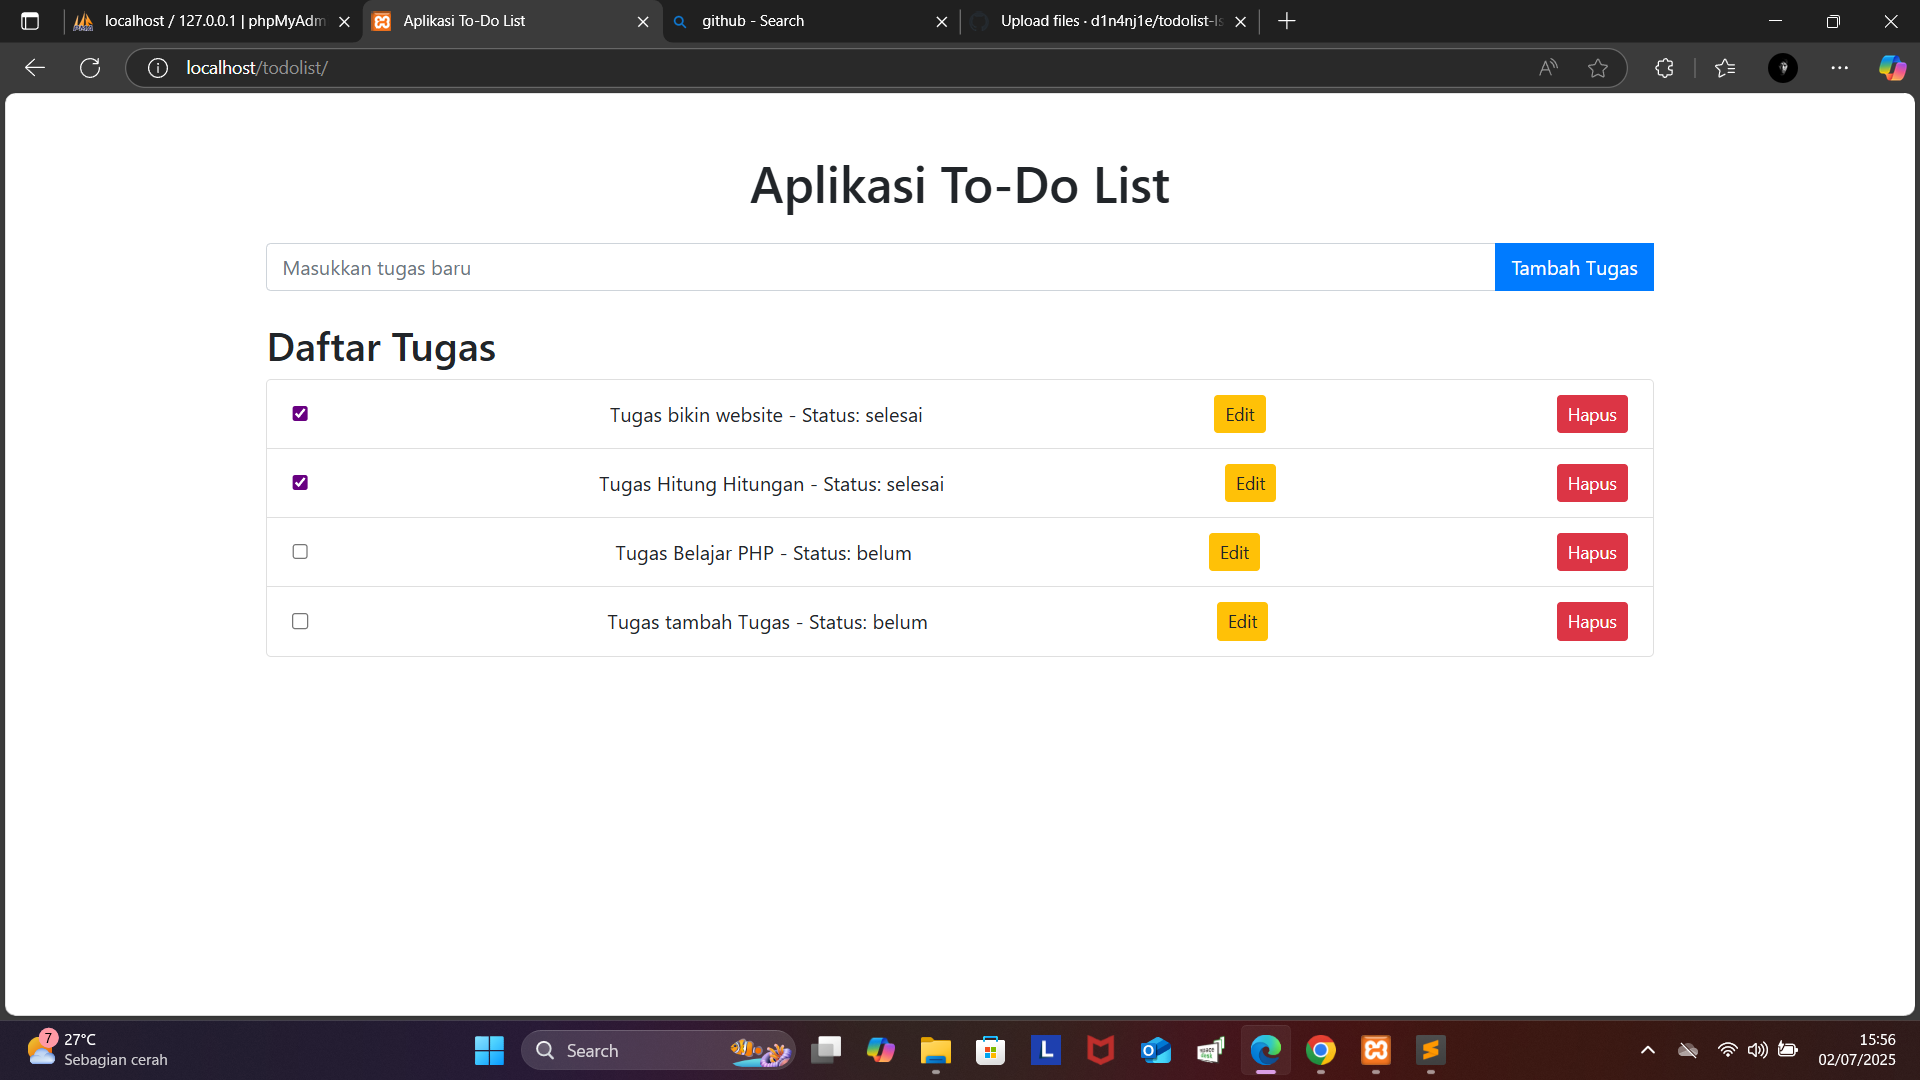 localhost / 127.0.0.1 | phpMyAdm
Aplikasi To-Do List
github - Search
Upload files · d1n4nj1e/todolist-ls
localhost/todolist/
Aplikasi To-Do List
Masukkan tugas baru
Tambah Tugas
Daftar Tugas
Tugas bikin website - Status: selesai
Edit
Hapus
Tugas Hitung Hitungan - Status: selesai
Edit
Hapus
Tugas Belajar PHP - Status: belum
Edit
Hapus
Tugas tambah Tugas - Status: belum
Edit
Hapus
7
27°C
Sebagian cerah
Search
L
15:56
02/07/2025